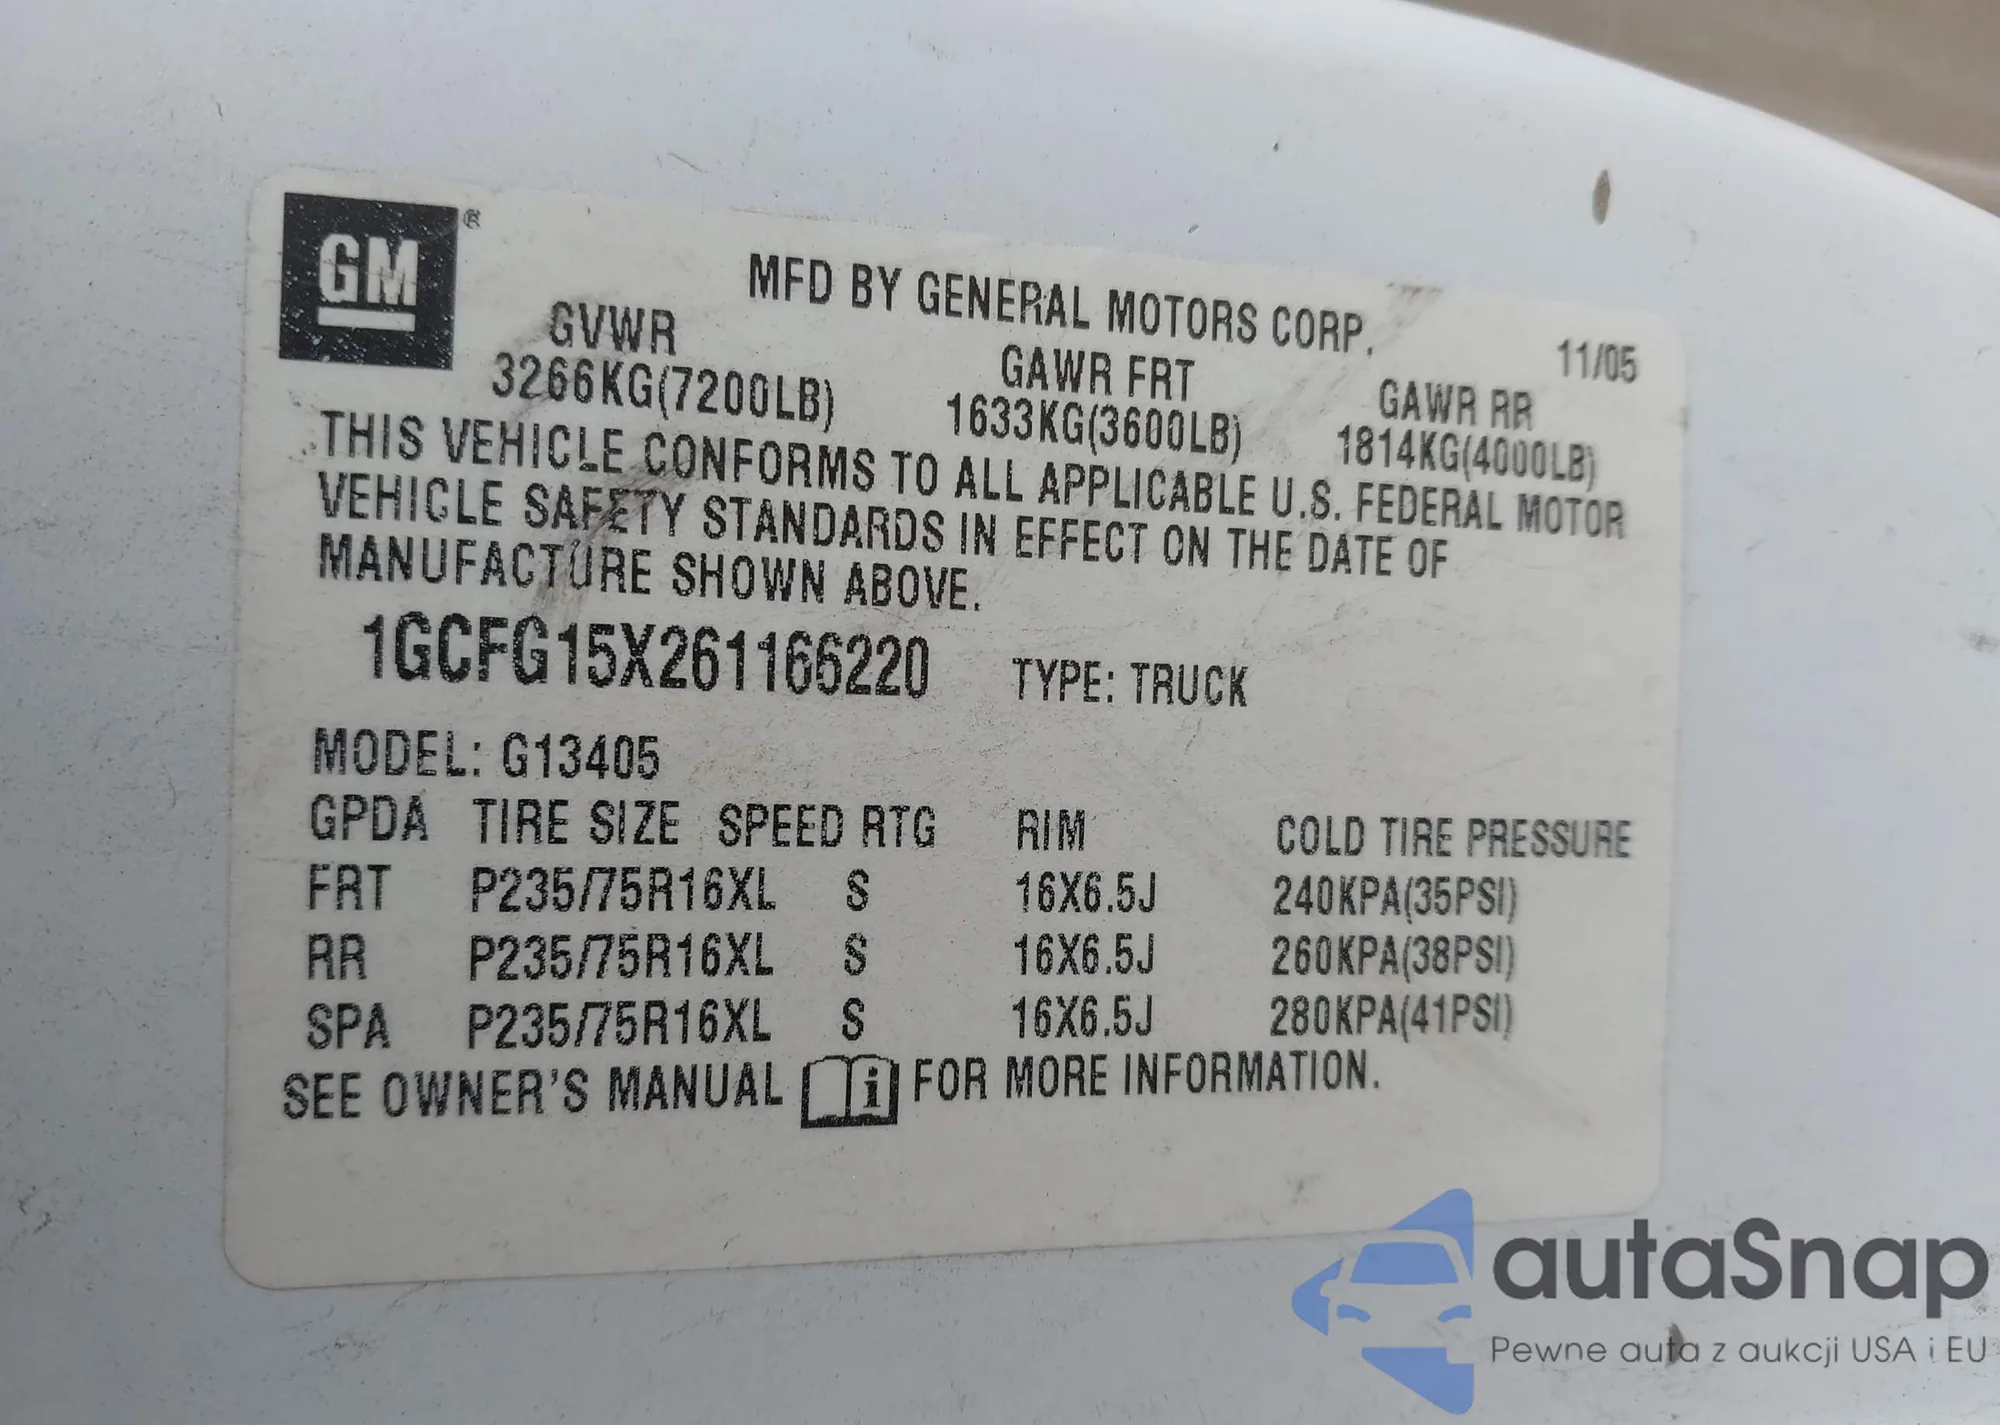 GM ®
MFD BY GENERAL MOTORS CORP.
11/05
GVWR GAWR FRT GAWR RR
3266KG(7200LB) 1633KG(3600LB) 1814KG(4000LB)
THIS VEHICLE CONFORMS TO ALL APPLICABLE U.S. FEDERAL MOTOR
VEHICLE SAFETY STANDARDS IN EFFECT ON THE DATE OF
MANUFACTURE SHOWN ABOVE.
1GCFG15X261166220 TYPE: TRUCK
MODEL: G13405
GPDA TIRE SIZE SPEED RTG RIM COLD TIRE PRESSURE
FRT P235/75R16XL S 16X6.5J 240KPA(35PSI)
RR P235/75R16XL S 16X6.5J 260KPA(38PSI)
SPA P235/75R16XL S 16X6.5J 280KPA(41PSI)
SEE OWNER'S MANUAL i FOR MORE INFORMATION.
autaSnap
Pewne auta z aukcji USA i EU